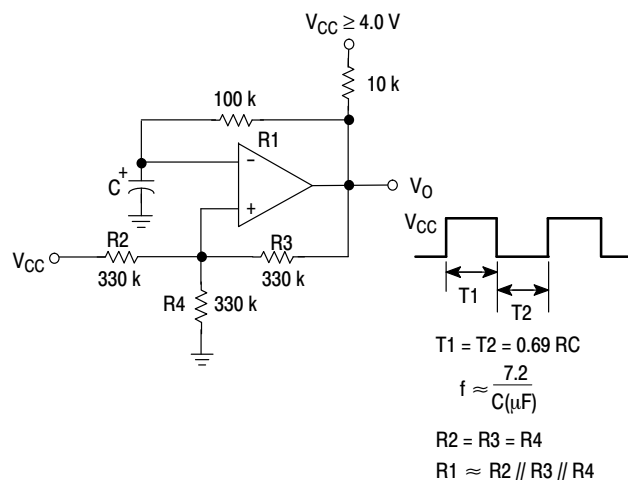 V_CC ≥ 4.0 V
10 k
100 k
R1
-
+
+
C
V_O
V_CC
R2
330 k
R3
330 k
R4
330 k
V_CC
T1
T2
T1 = T2 = 0.69 RC
f ≈ 7.2 / C(μF)
R2 = R3 = R4
R1 ≈ R2 // R3 // R4